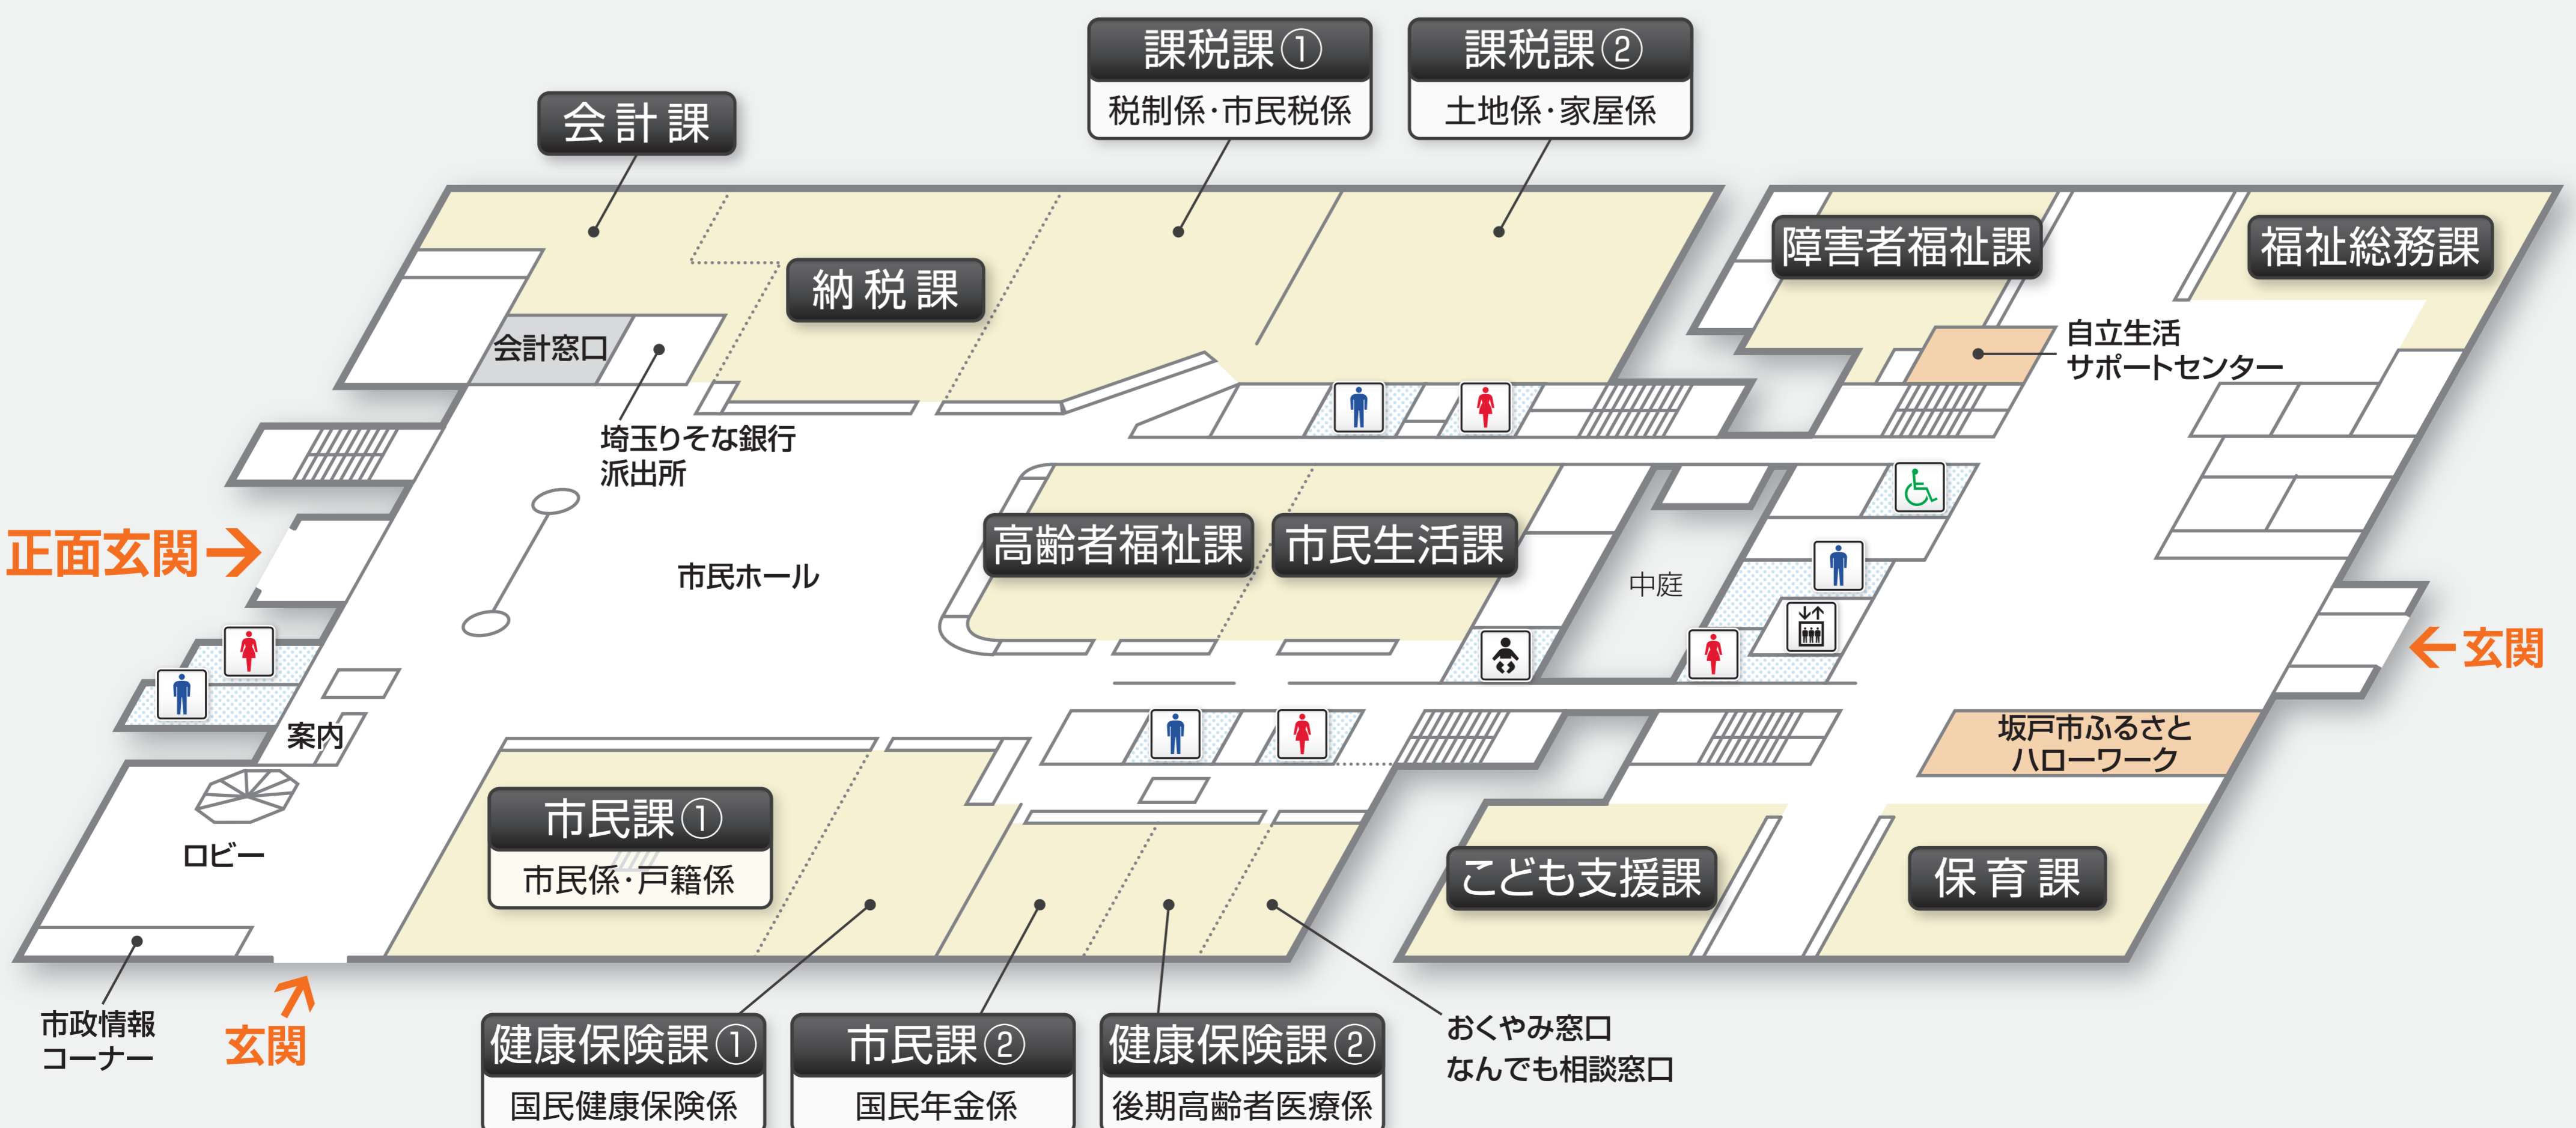 課税課①
税制係・市民税係
課税課②
土地係・家屋係
会計課
納税課
障害者福祉課
福祉総務課
会計窓口
自立生活
サポートセンター
埼玉りそな銀行
派出所
正面玄関
市民ホール
高齢者福祉課
市民生活課
中庭
玄関
案内
坂戸市ふるさと
ハローワーク
ロビー
市民課①
市民係・戸籍係
こども支援課
保育課
市政情報
コーナー
玄関
健康保険課①
国民健康保険係
市民課②
国民年金係
健康保険課②
後期高齢者医療係
おくやみ窓口
なんでも相談窓口